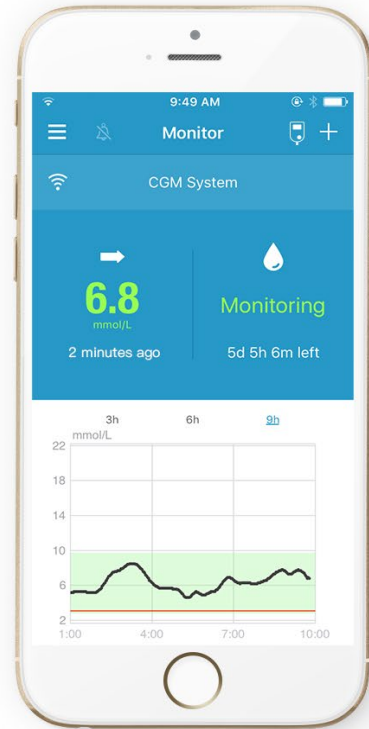 9:49 AM
Monitor
CGM System
6.8
mmol/L
2 minutes ago
Monitoring
5d 5h 6m left
3h 6h 9h
mmol/L
22
18
14
10
6
2
1:00 4:00 7:00 10:00